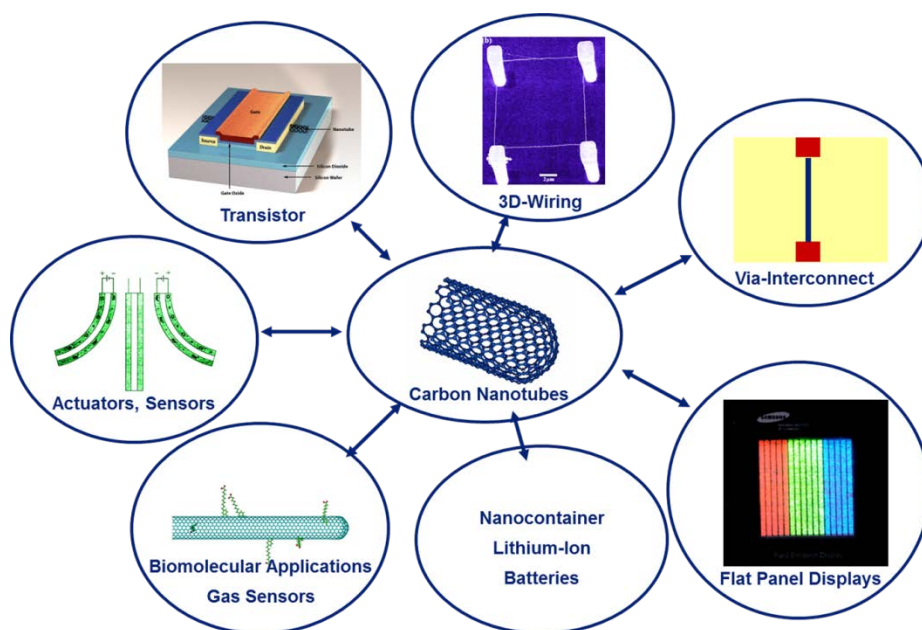 Gate
Nanotube
Source
Drain
Silicon Dioxide
Silicon Wafer
Gate Oxide
Transistor
(b)
2μm
3D-Wiring
Via-Interconnect
+ -
- +
Actuators, Sensors
Carbon Nanotubes
Biomolecular Applications
Gas Sensors
Nanocontainer
Lithium-Ion
Batteries
SAMSUNG
Flat Panel Displays